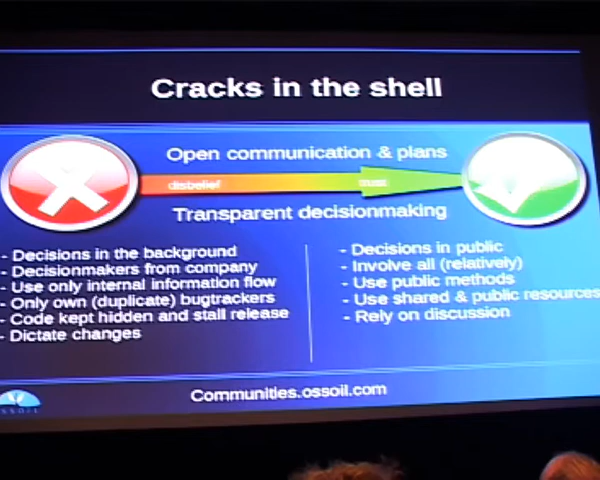 Cracks in the shell
Open communication & plans
disbelief
trust
Transparent decisionmaking
- Decisions in the background
- Decisionmakers from company
- Use only internal information flow
- Only own (duplicate) bugtrackers
- Code kept hidden and stall release
- Dictate changes
- Decisions in public
- Involve all (relatively)
- Use public methods
- Use shared & public resources
- Rely on discussion
Communities.ossoil.com
OSSOIL